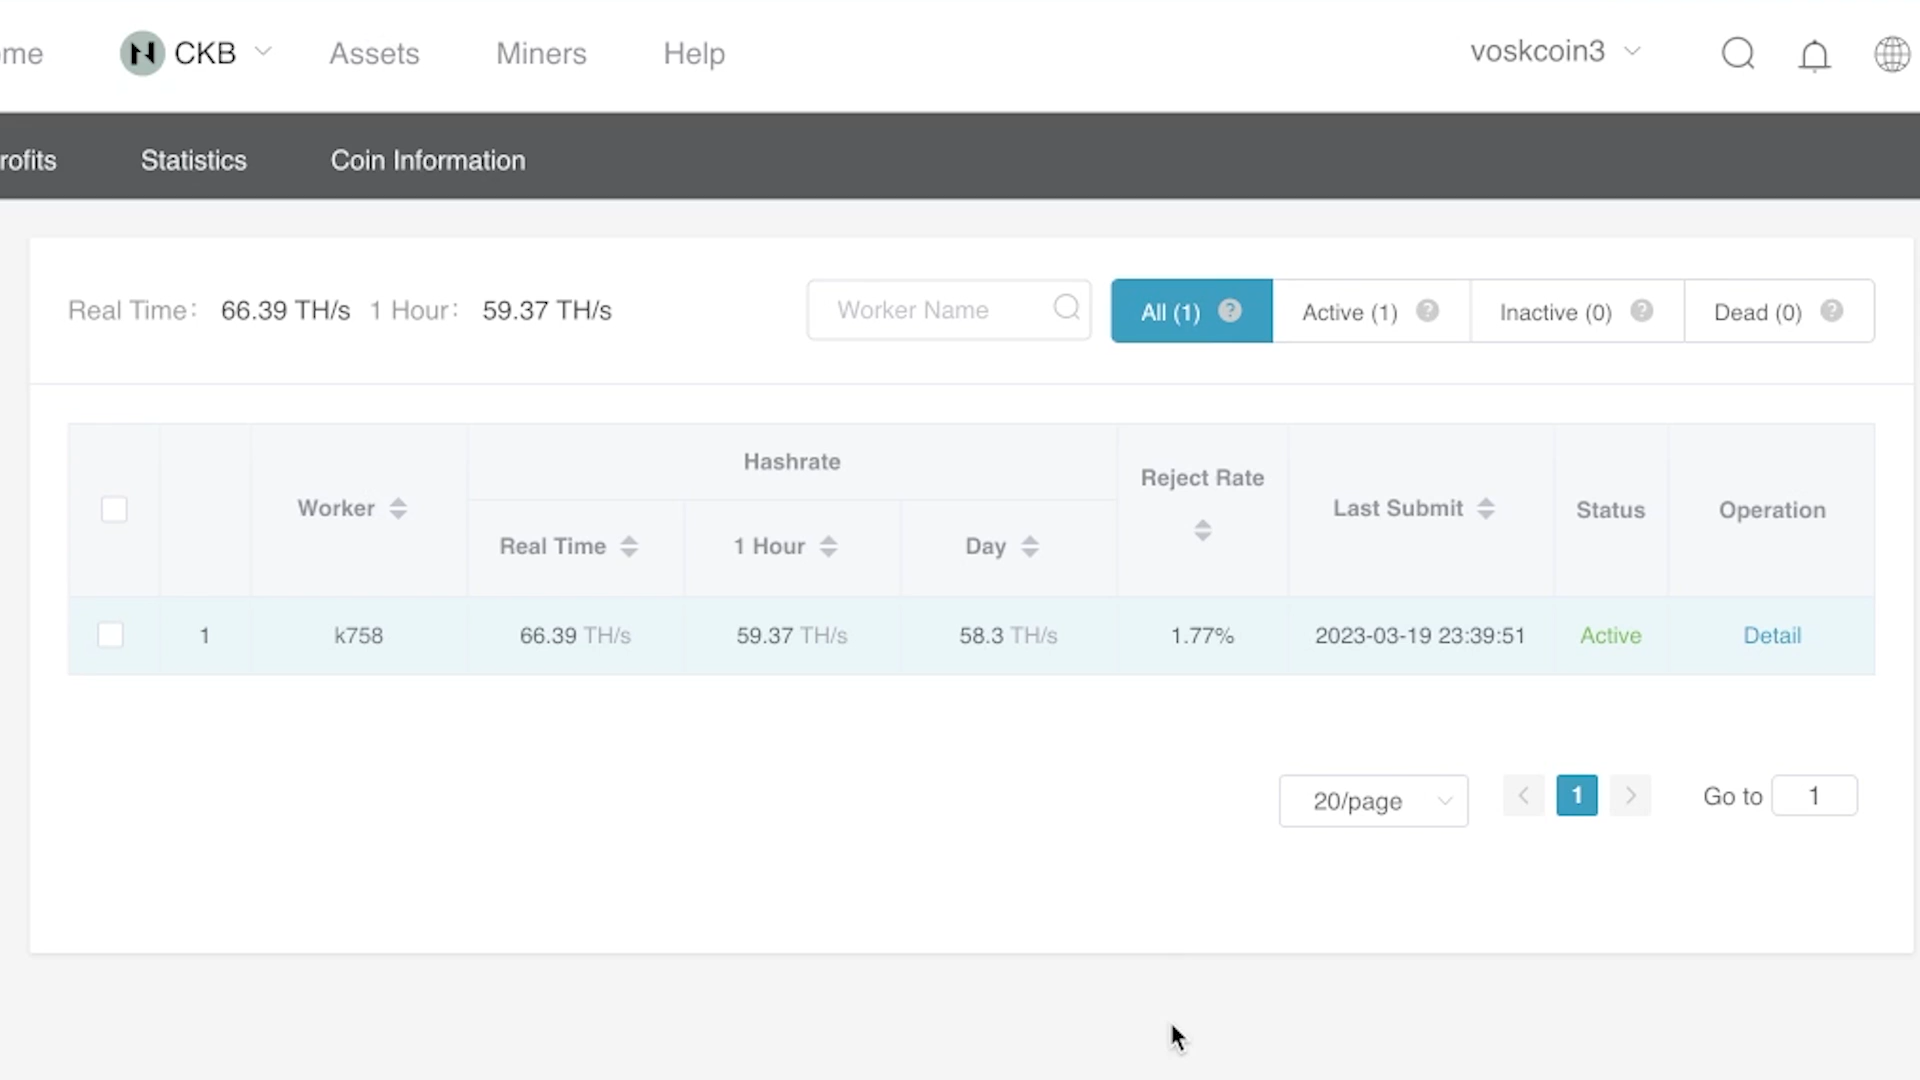 ome CKB Assets Miners Help voskcoin3
rofits Statistics Coin Information
Real Time: 66.39 TH/s 1 Hour: 59.37 TH/s Worker Name All (1) ? Active (1) ? Inactive (0) ? Dead (0) ?
Hashrate
Reject Rate
Worker Last Submit Status Operation
Real Time 1 Hour Day
1 k758 66.39 TH/s 59.37 TH/s 58.3 TH/s 1.77% 2023-03-19 23:39:51 Active Detail
20/page < 1 > Go to 1